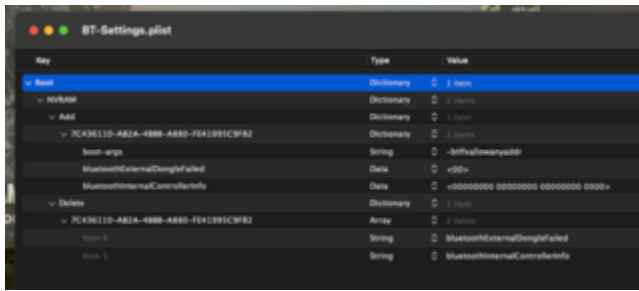 BT-Settings.plist
Key Type Value
Root Dictionary 1 item
NVRAM Dictionary 2 items
Add Dictionary 1 item
7C436110-AB2A-4BBB-A880-FE41995C9F82 Dictionary 3 items
boot-args String -btlfxallowanyaddr
bluetoothExternalDongleFailed Data <00>
bluetoothInternalControllerInfo Data <00000000 00000000 00000000 0000>
Delete Dictionary 1 item
7C436110-AB2A-4BBB-A880-FE41995C9F82 Array 2 items
Item 0 String bluetoothExternalDongleFailed
Item 1 String bluetoothInternalControllerInfo